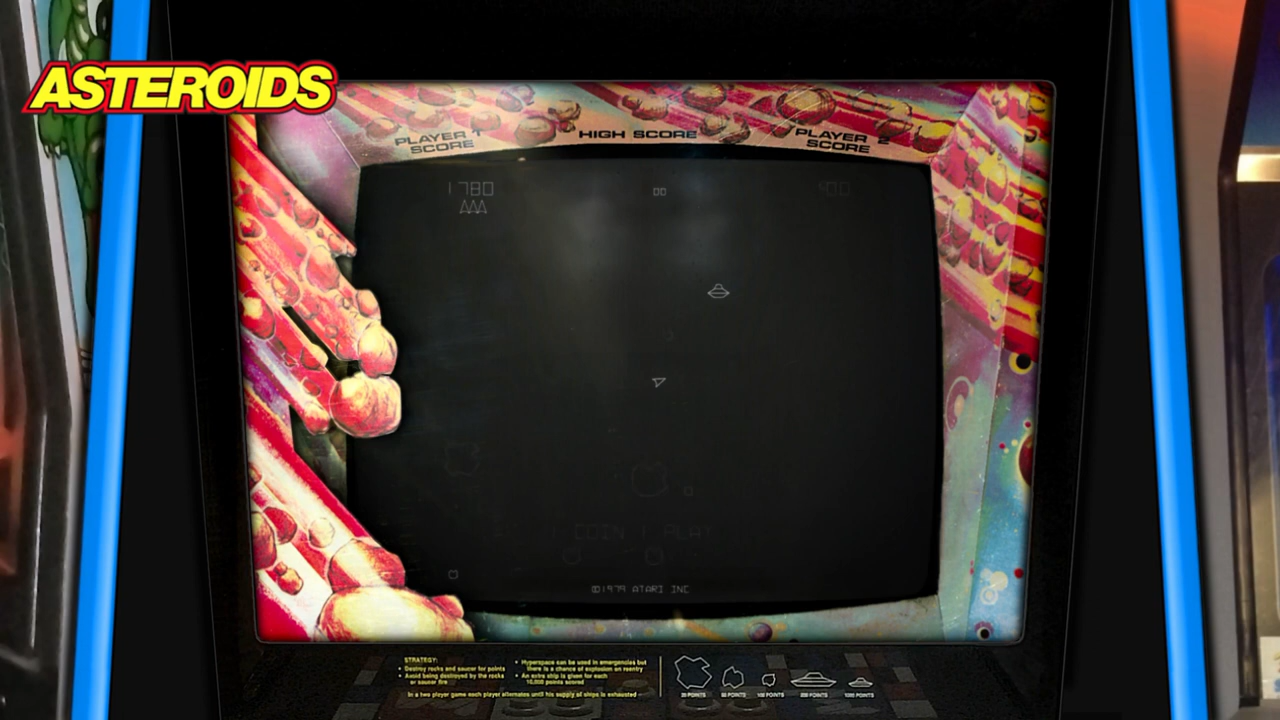 ASTEROIDS
PLAYER 1
SCORE
HIGH SCORE
PLAYER 2
SCORE
1780
00
1 COIN 1 PLAY
©1979 ATARI INC
STRATEGY:
• Destroy rocks and saucer for points
• Avoid being destroyed by the rocks
or saucer fire
• Hyperspace can be used in emergencies but
there is a chance of explosion on reentry
• An extra ship is given for each
10,000 points scored
In a two player game each player alternates until his supply of ships is exhausted
20 POINTS
50 POINTS
100 POINTS
200 POINTS
1000 POINTS